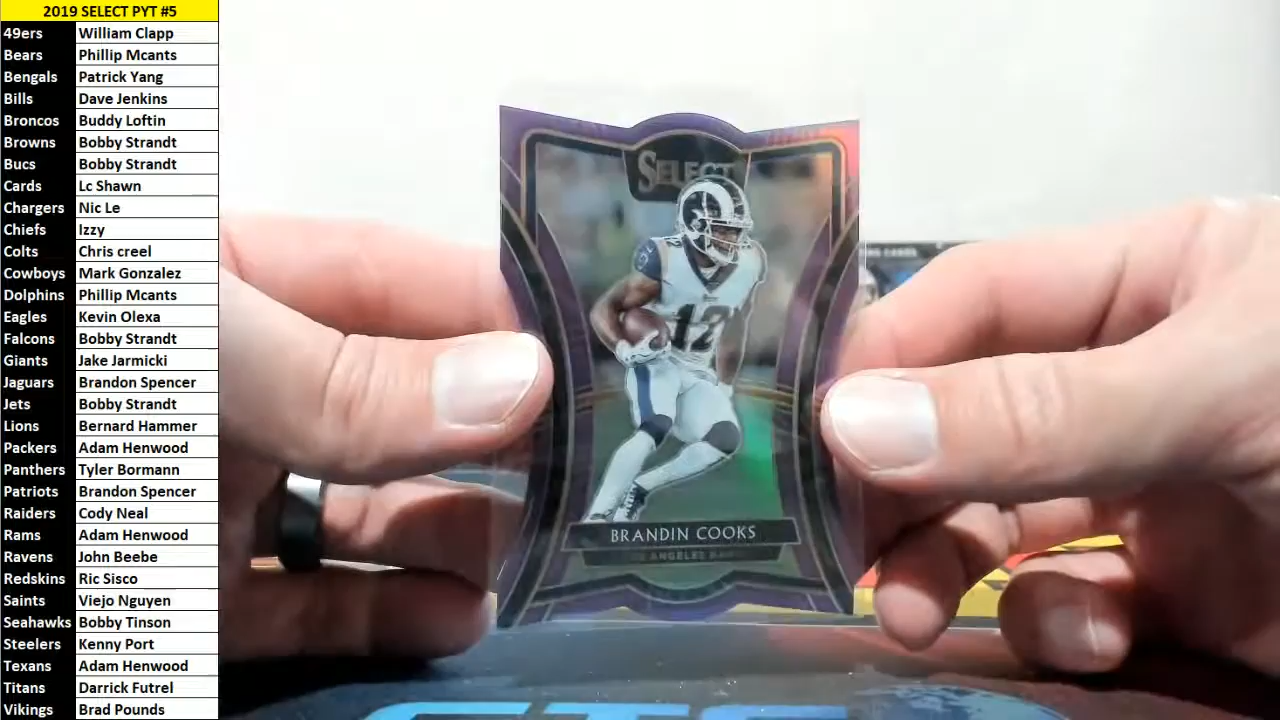 2019 SELECT PYT #5
49ers William Clapp
Bears Phillip Mcants
Bengals Patrick Yang
Bills Dave Jenkins
Broncos Buddy Loftin
Browns Bobby Strandt
Bucs Bobby Strandt
Cards Lc Shawn
Chargers Nic Le
Chiefs Izzy
Colts Chris creel
Cowboys Mark Gonzalez
Dolphins Phillip Mcants
Eagles Kevin Olexa
Falcons Bobby Strandt
Giants Jake Jarmicki
Jaguars Brandon Spencer
Jets Bobby Strandt
Lions Bernard Hammer
Packers Adam Henwood
Panthers Tyler Bormann
Patriots Brandon Spencer
Raiders Cody Neal
Rams Adam Henwood
Ravens John Beebe
Redskins Ric Sisco
Saints Viejo Nguyen
Seahawks Bobby Tinson
Steelers Kenny Port
Texans Adam Henwood
Titans Darrick Futrel
Vikings Brad Pounds
SELECT
12
BRANDIN COOKS
ANGELES
CARDS